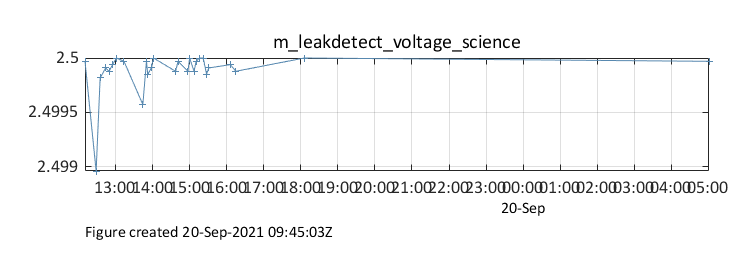 m_leakdetect_voltage_science
2.5
2.4995
2.499
13:00 14:00 15:00 16:00 17:00 18:00 19:00 20:00 21:00 22:00 23:00 00:00 01:00 02:00 03:00 04:00 05:00
20-Sep
Figure created 20-Sep-2021 09:45:03Z